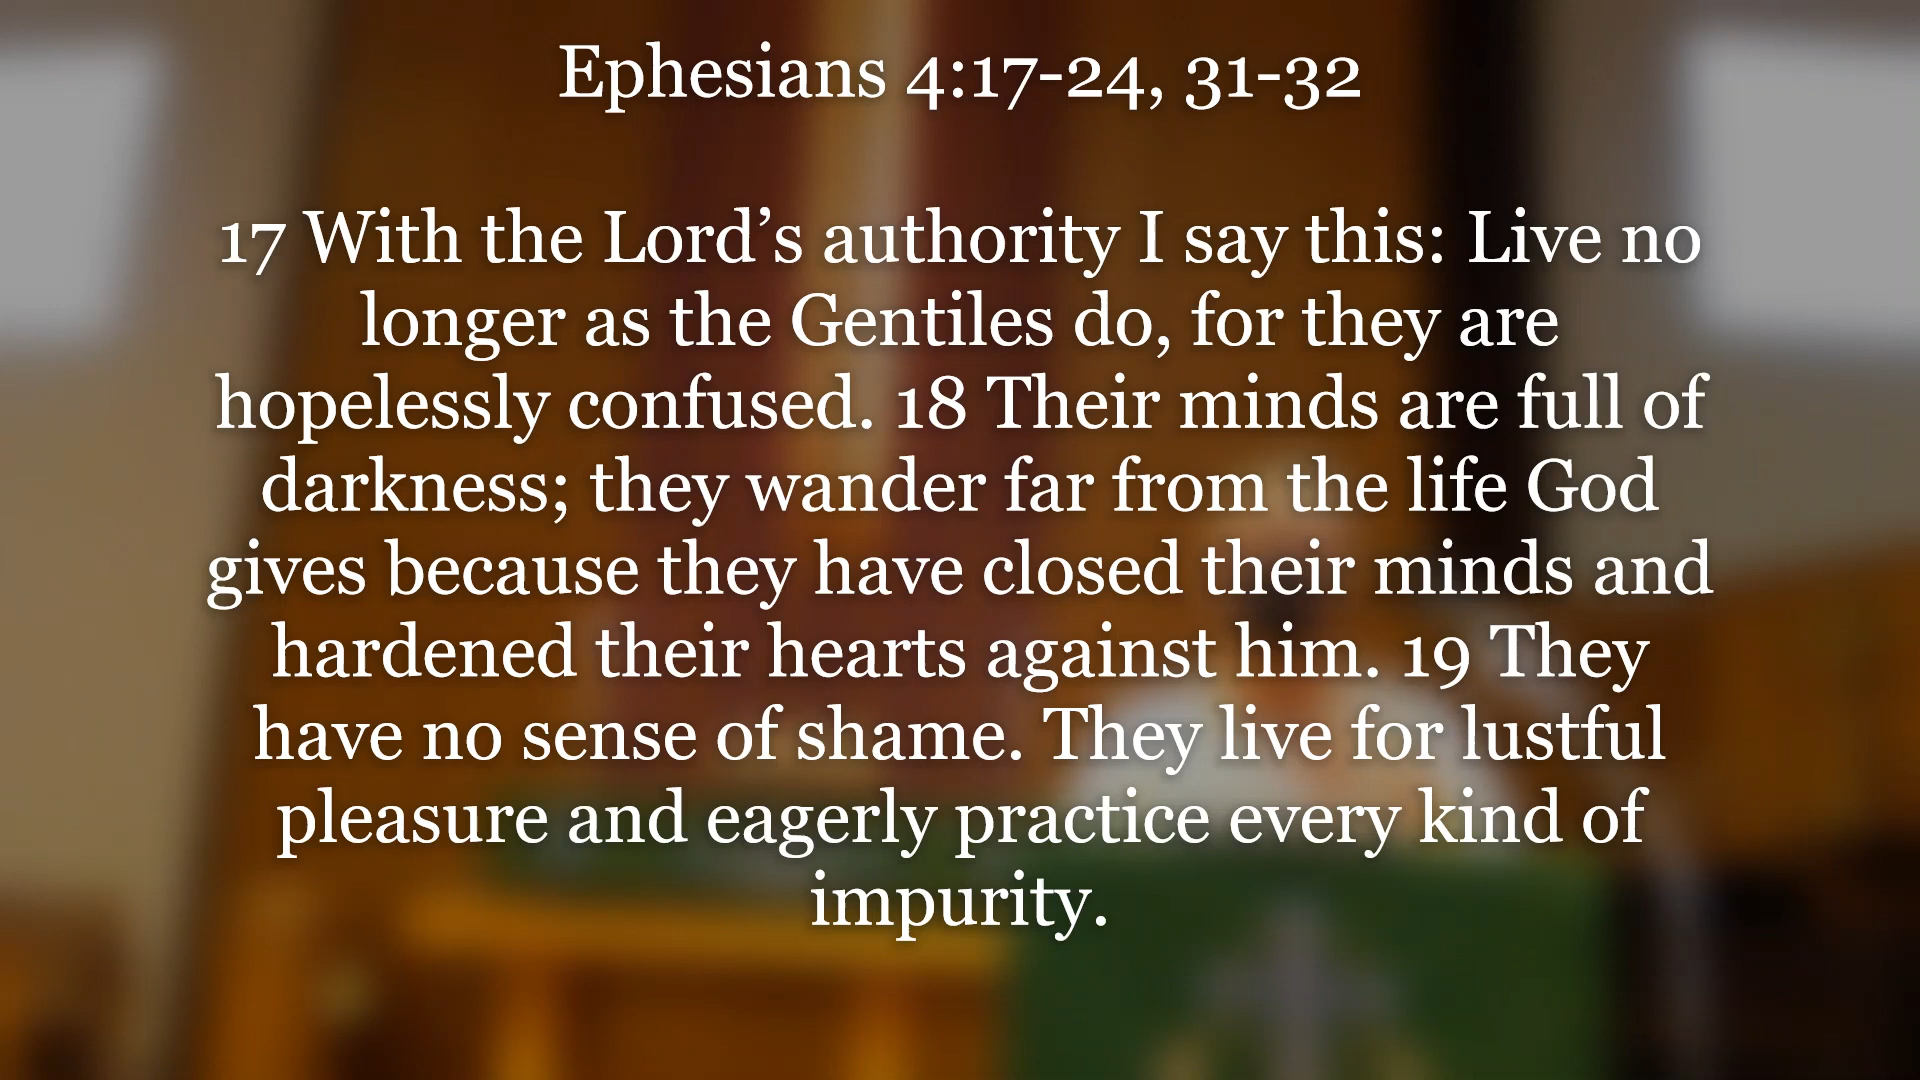 Ephesians 4:17-24, 31-32
17 With the Lord’s authority I say this: Live no
longer as the Gentiles do, for they are
hopelessly confused. 18 Their minds are full of
darkness; they wander far from the life God
gives because they have closed their minds and
hardened their hearts against him. 19 They
have no sense of shame. They live for lustful
pleasure and eagerly practice every kind of
impurity.